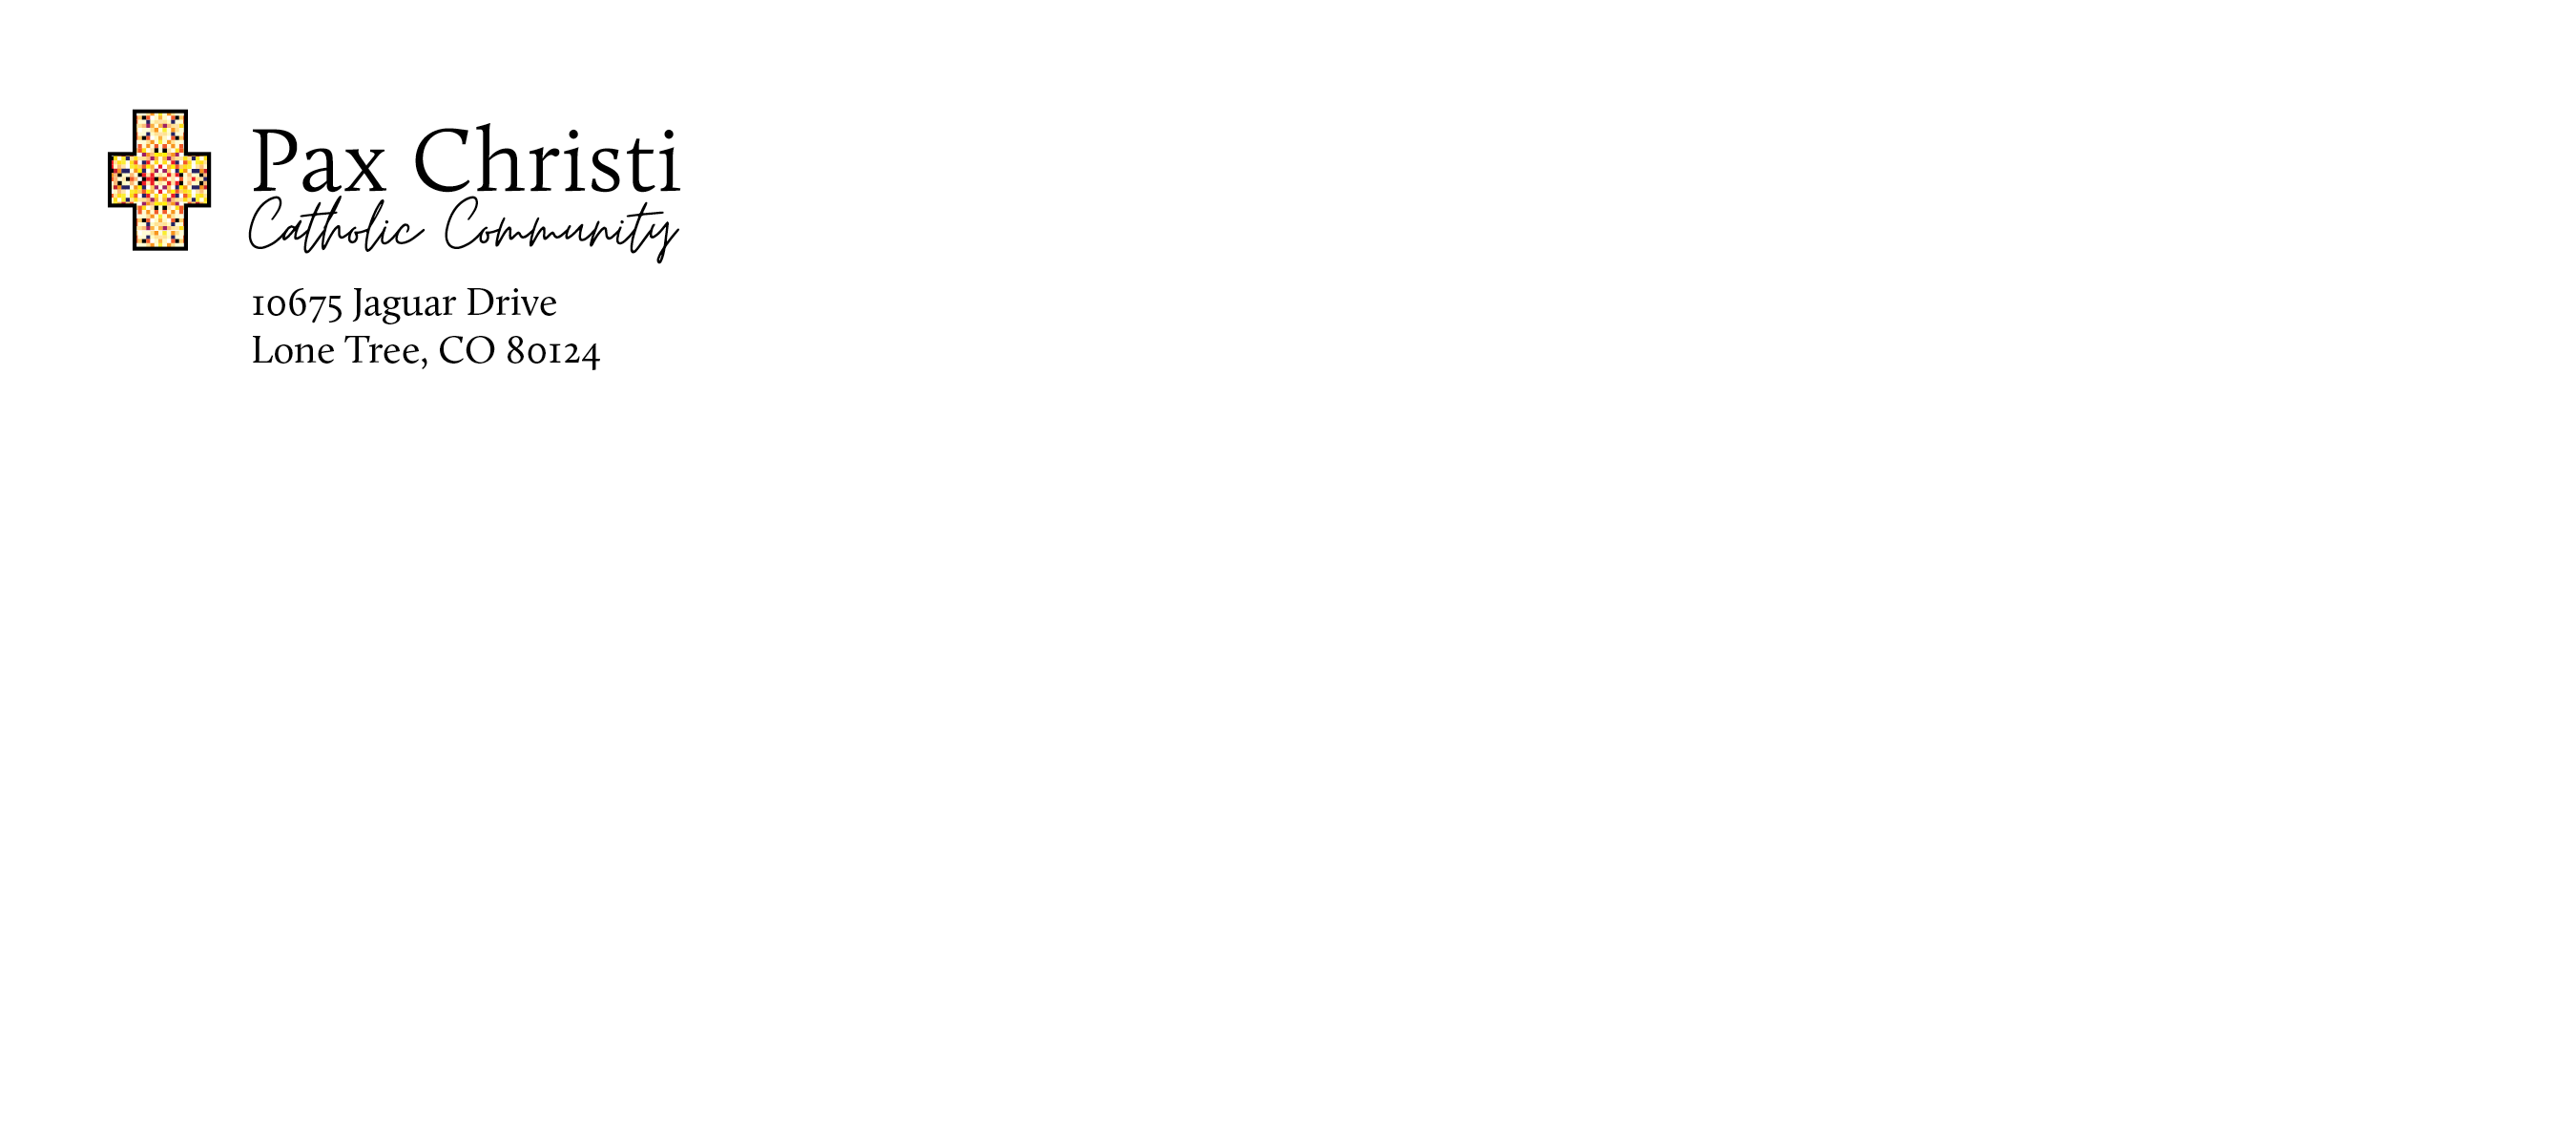 Pax Christi
Catholic Community
10675 Jaguar Drive
Lone Tree, CO 80124